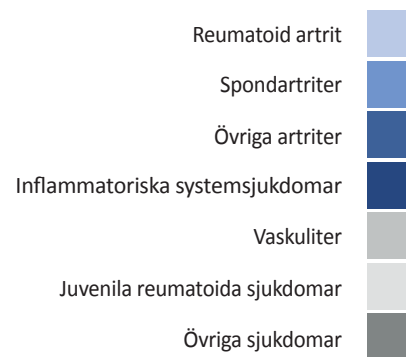 Reumatoid artrit
Spondartriter
Övriga artriter
Inflammatoriska systemsjukdomar
Vaskuliter
Juvenila reumatoida sjukdomar
Övriga sjukdomar